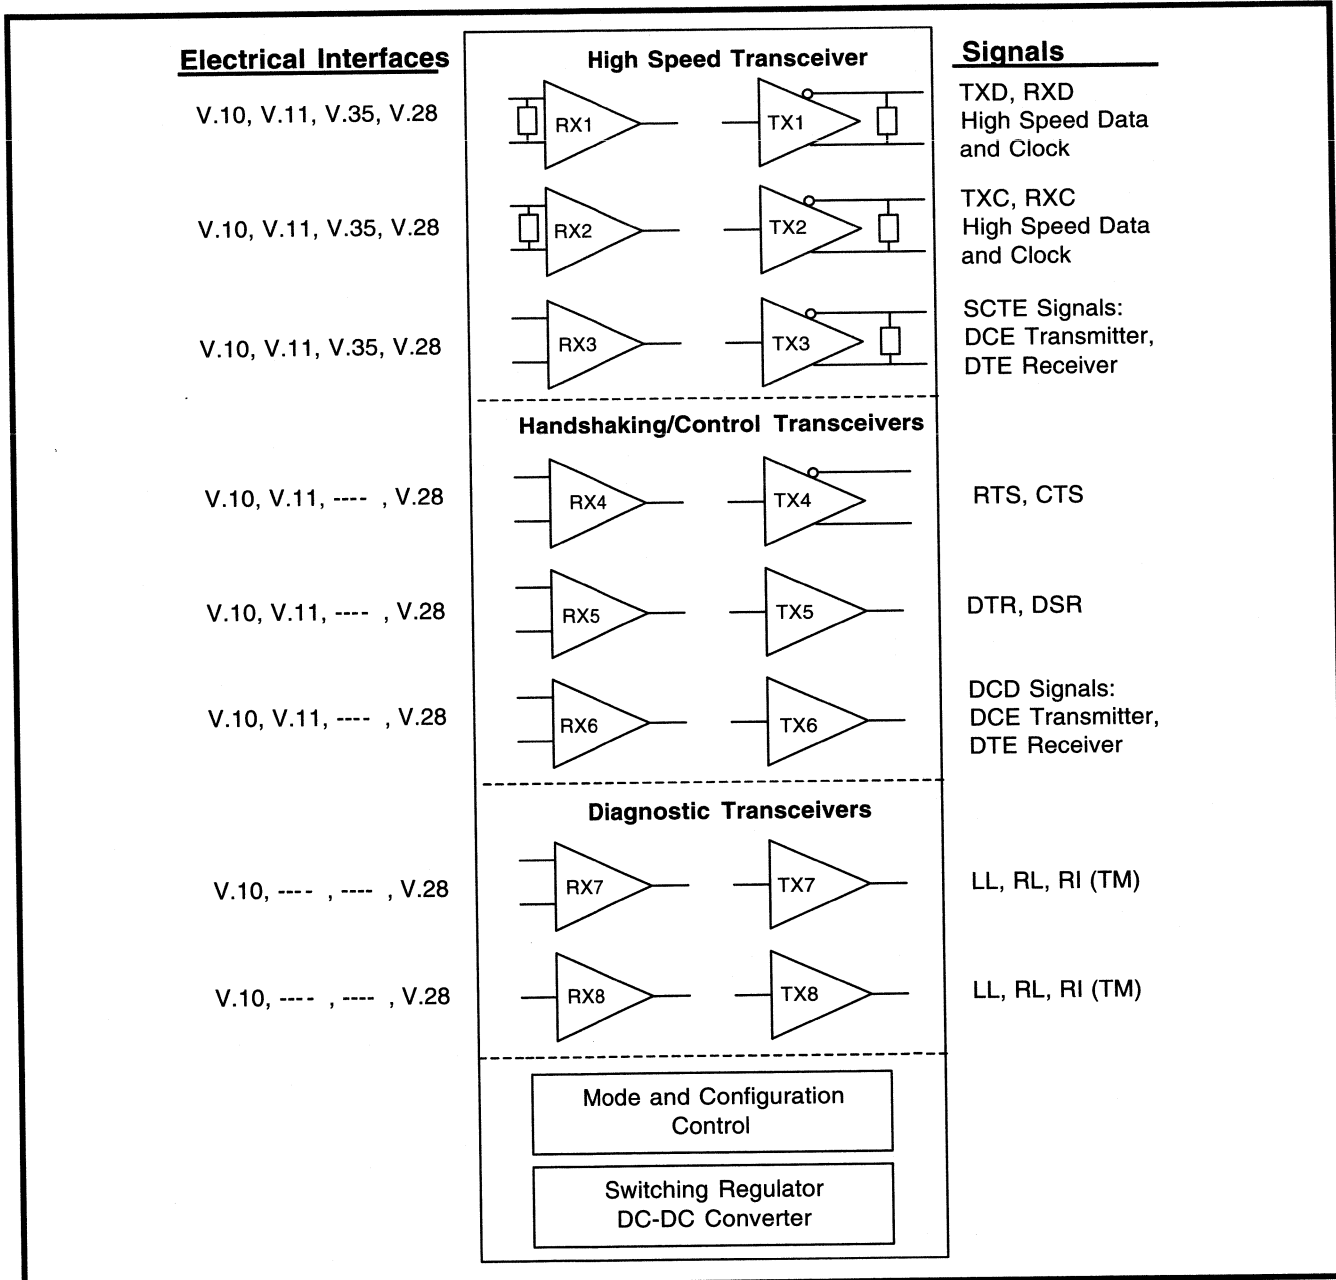 Electrical Interfaces
High Speed Transceiver
Signals
V.10, V.11, V.35, V.28
RX1
TX1
TXD, RXD
High Speed Data
and Clock
V.10, V.11, V.35, V.28
RX2
TX2
TXC, RXC
High Speed Data
and Clock
V.10, V.11, V.35, V.28
RX3
TX3
SCTE Signals:
DCE Transmitter,
DTE Receiver
Handshaking/Control Transceivers
V.10, V.11, ---- , V.28
RX4
TX4
RTS, CTS
V.10, V.11, ---- , V.28
RX5
TX5
DTR, DSR
V.10, V.11, ---- , V.28
RX6
TX6
DCD Signals:
DCE Transmitter,
DTE Receiver
Diagnostic Transceivers
V.10, ---- , ---- , V.28
RX7
TX7
LL, RL, RI (TM)
V.10, ---- , ---- , V.28
RX8
TX8
LL, RL, RI (TM)
Mode and Configuration
Control
Switching Regulator
DC-DC Converter